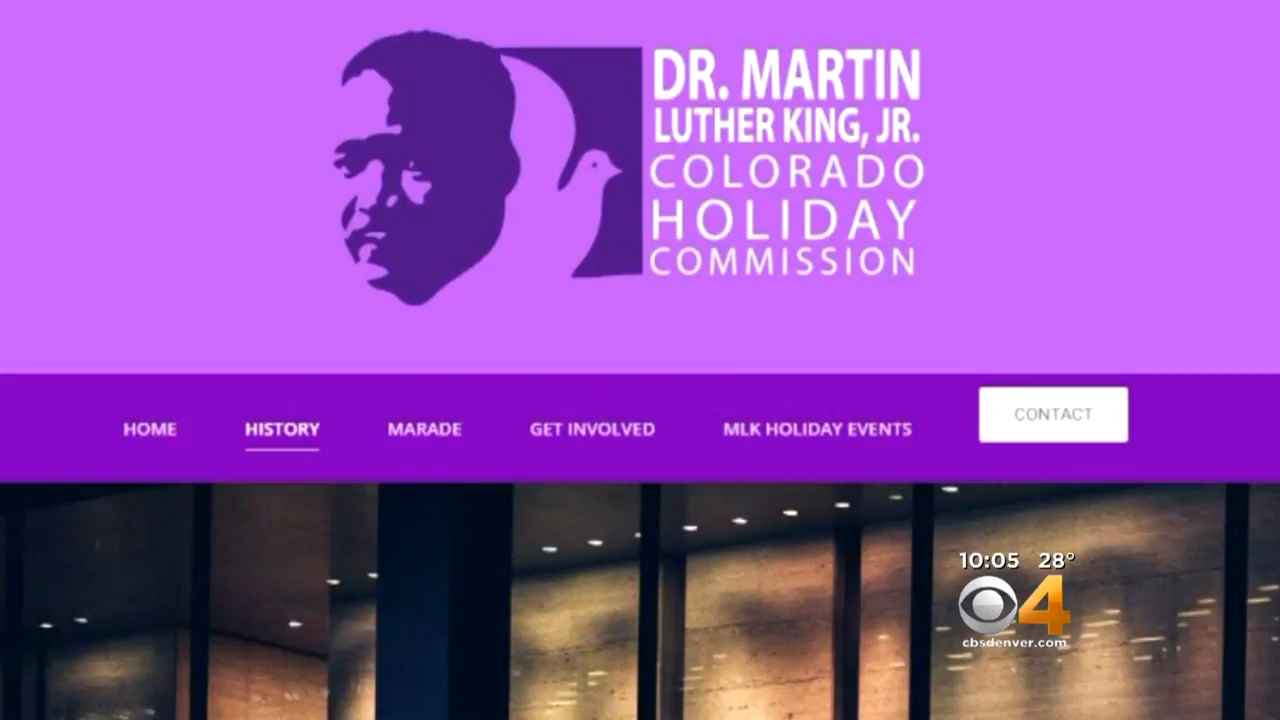 DR. MARTIN
LUTHER KING, JR.
COLORADO
HOLIDAY
COMMISSION
HOME HISTORY MARADE GET INVOLVED MLK HOLIDAY EVENTS CONTACT
10:05 28°
4
cbsdenver.com